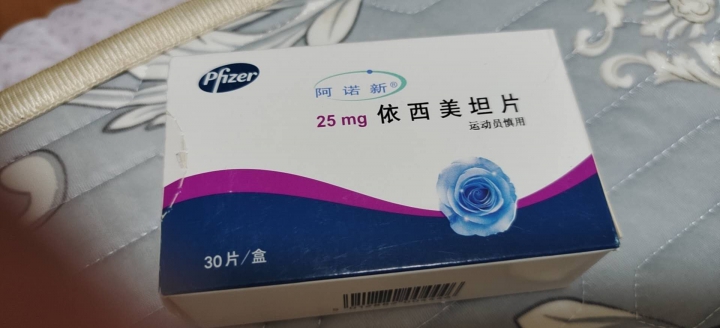 Pfizer
阿诺新®
25 mg 依西美坦片
运动员慎用
30片/盒